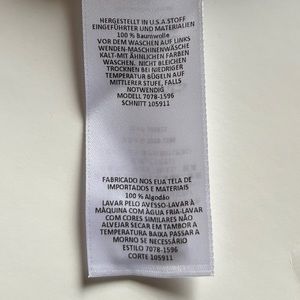 HERGESTELLT IN U.S.A.STOFF
EINGEFÜHRTER UND MATERIALIEN
100 % Baumwolle
VOR DEM WASCHEN AUF LINKS
WENDEN-MASCHINENWÄSCHE
KALT-MIT ÄHNLICHEN FARBEN
WASCHEN. NICHT BLEICHEN
TROCKNEN BEI NIEDRIGER
TEMPERATUR BÜGELN AUF
MITTLERER STUFE, FALLS
NOTWENDIG
MODELL 7078-1596
SCHNITT 105911
FABRICADO NOS EUA TELA DE
IMPORTADOS E MATERIAIS
100 % Algodão
LAVAR PELO AVESSO-LAVAR À
MÁQUINA COM ÁGUA FRIA-LAVAR
COM CORES SIMILARES NÃO
ALVEJAR SECAR EM TAMBOR A
TEMPERATURA BAIXA PASSAR A
MORNO SE NECESSÁRIO
ESTILO 7078-1596
CORTE 105911